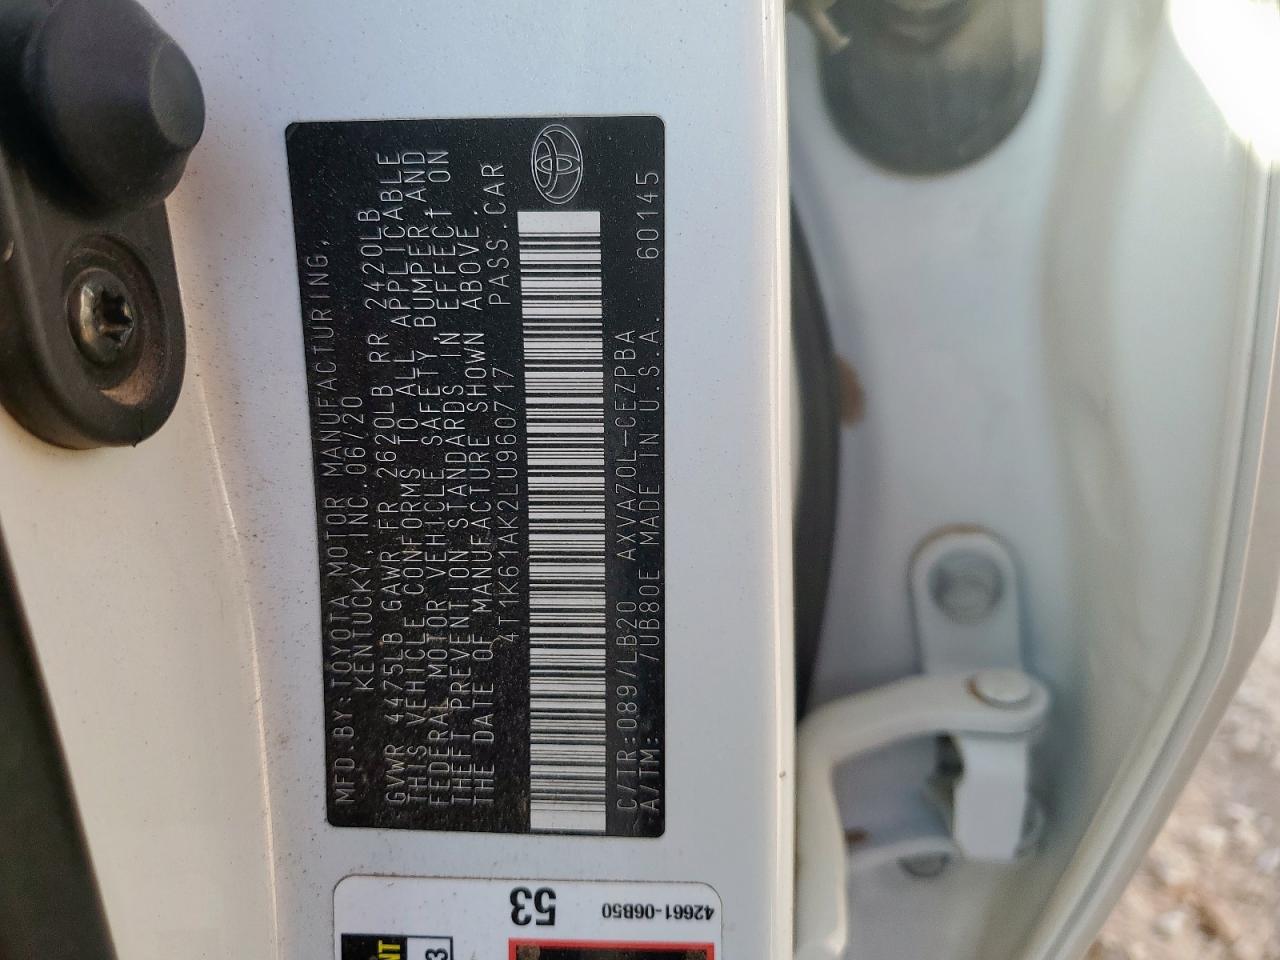 MFD.BY:TOYOTA MOTOR MANUFACTURING,
KENTUCKY, INC. 06/20
GVWR 4475LB GAWR FR 2620LB RR 2420LB
THIS VEHICLE CONFORMS TO ALL APPLICABLE
FEDERAL MOTOR VEHICLE SAFETY, BUMPER, AND
THEFT PREVENTION STANDARDS IN EFFECT ON
THE DATE OF MANUFACTURE SHOWN ABOVE.
4T1K61AK2LU960717 PASS.CAR
C/TR:089/LB20 AXVA70L-CEZPBA
A/TM: /UB80E MADE IN U.S.A. 60145
53
42661-06B50